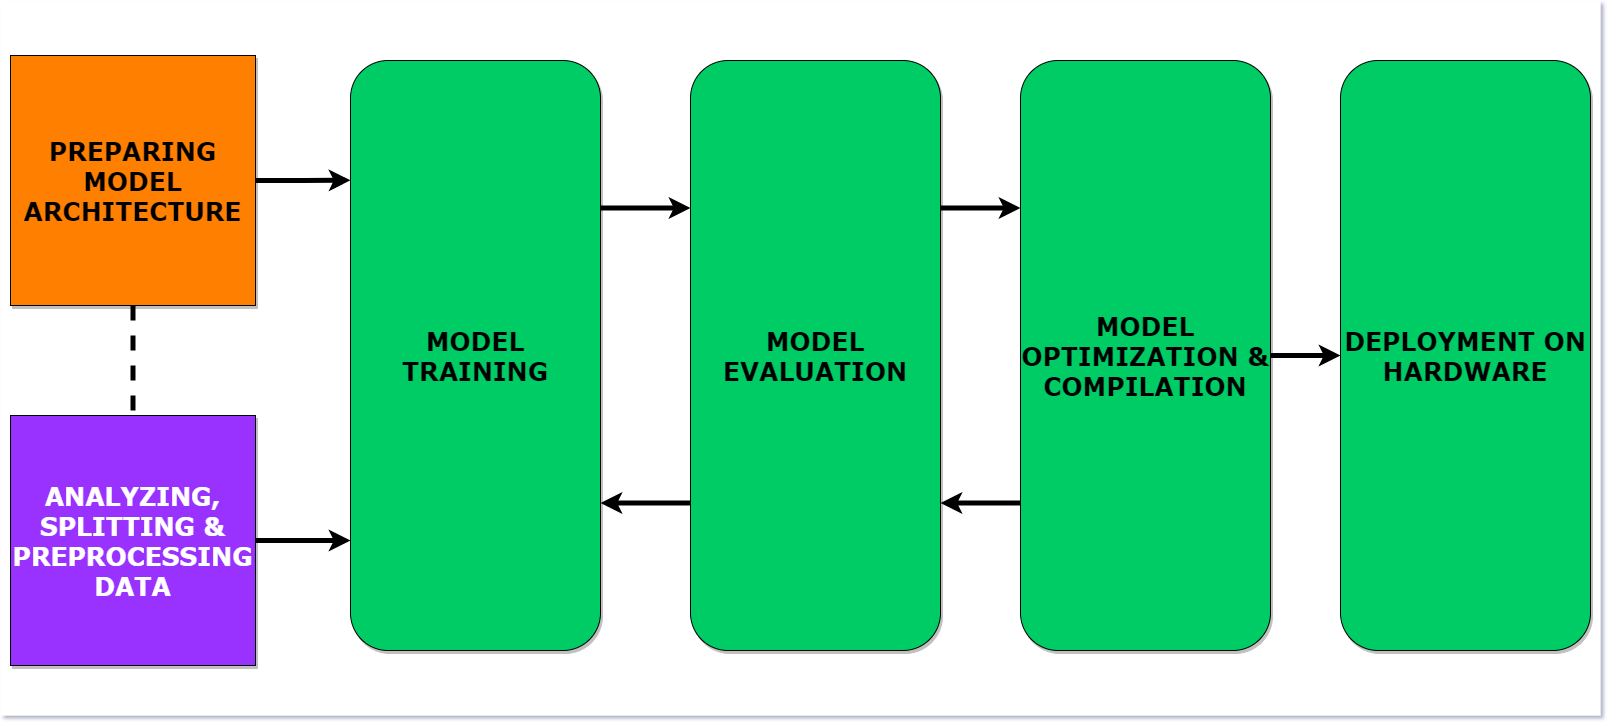 PREPARING
MODEL
ARCHITECTURE
ANALYZING,
SPLITTING &
PREPROCESSING
DATA
MODEL
TRAINING
MODEL
EVALUATION
MODEL
OPTIMIZATION &
COMPILATION
DEPLOYMENT ON
HARDWARE